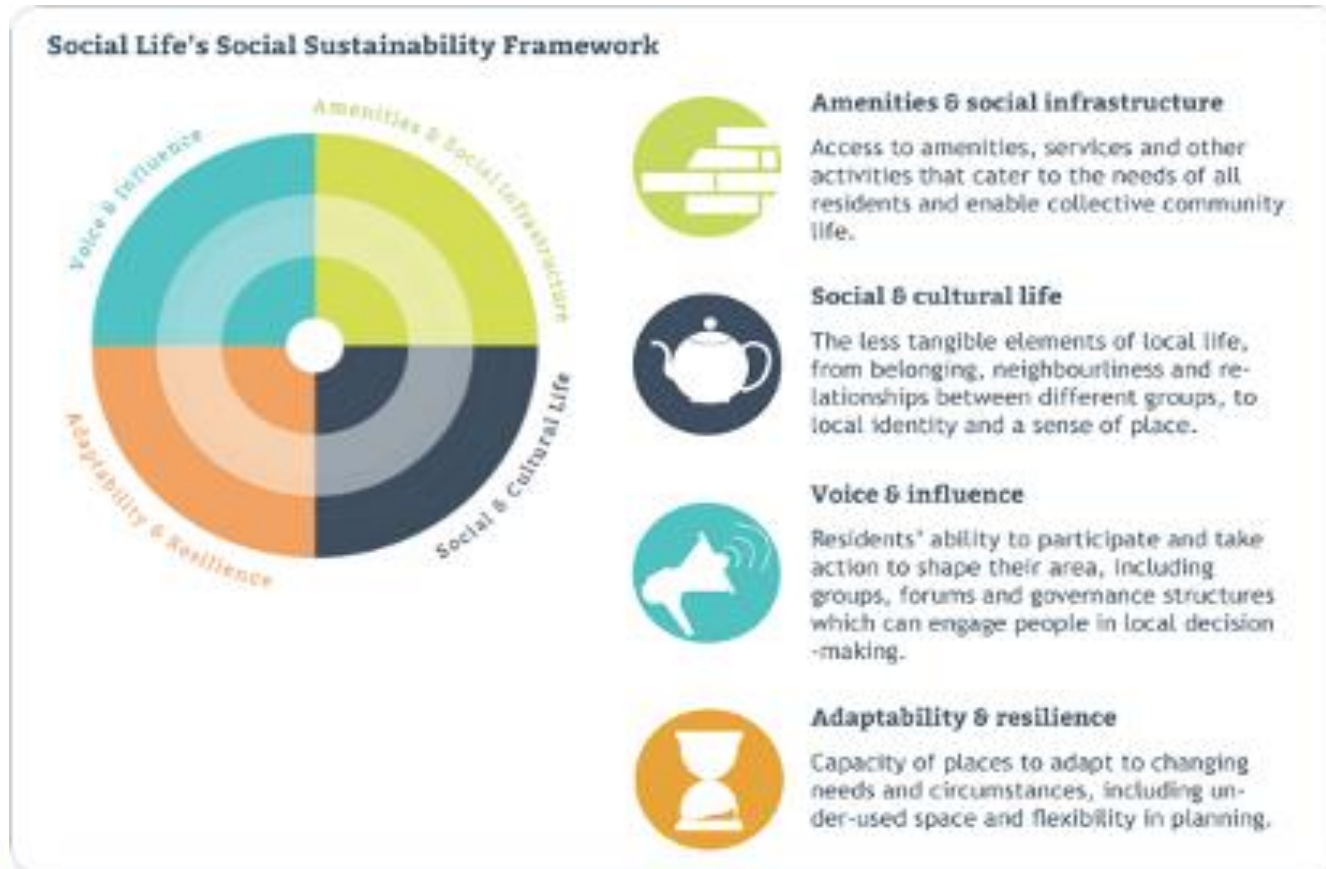 Social Life's Social Sustainability Framework
Voice & Influence
Amenities & Social Infrastructure
Adaptability & Resilience
Social & Cultural Life
Amenities & social infrastructure
Access to amenities, services and other
activities that cater to the needs of all
residents and enable collective community
life.
Social & cultural life
The less tangible elements of local life,
from belonging, neighbourliness and re-
lationships between different groups, to
local identity and a sense of place.
Voice & influence
Residents' ability to participate and take
action to shape their area, including
groups, forums and governance structures
which can engage people in local decision
-making.
Adaptability & resilience
Capacity of places to adapt to changing
needs and circumstances, including un-
der-used space and flexibility in planning.